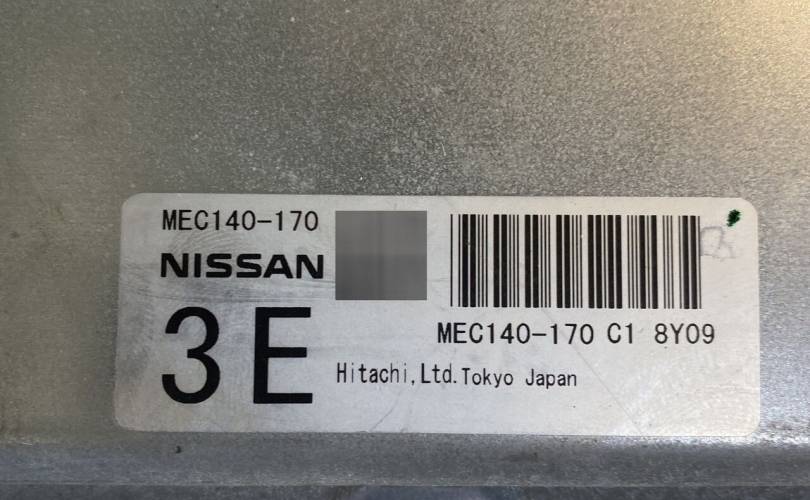 MEC140-170
NISSAN
3E
MEC140-170 C1 8Y09
Hitachi,Ltd.Tokyo Japan